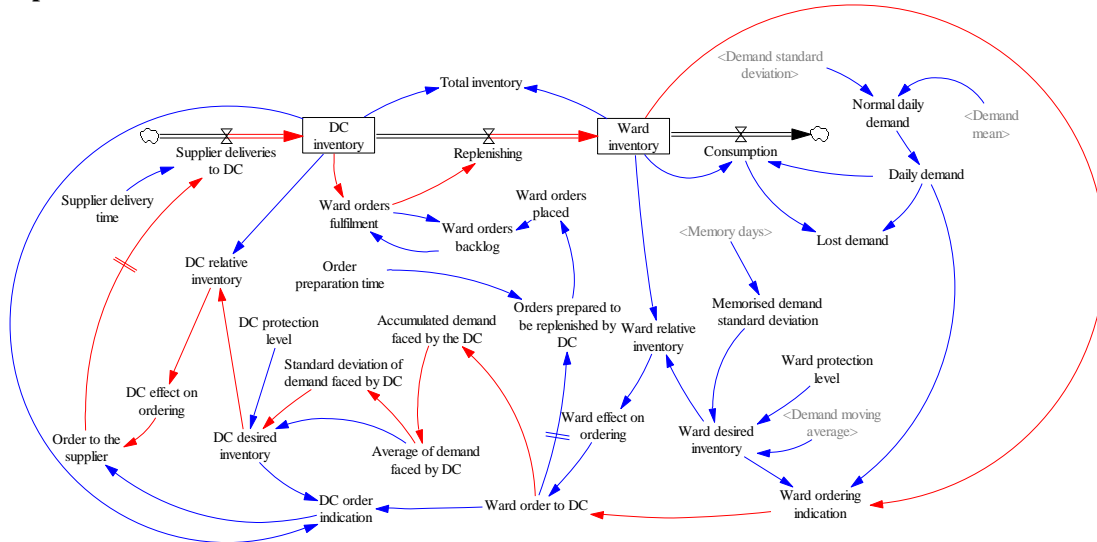 <Demand standard
deviation>
Total inventory
Normal daily
demand
<Demand
mean>
DC
inventory
Ward
inventory
Supplier deliveries
to DC
Replenishing
Consumption
Daily demand
Supplier delivery
time
Ward orders
fulfilment
Ward orders
placed
Ward orders
backlog
<Memory days>
Lost demand
DC relative
inventory
Order
preparation time
Memorised demand
standard deviation
Orders prepared to
be replenished by
DC
DC protection
level
Accumulated demand
faced by the DC
Ward relative
inventory
Standard deviation of
demand faced by DC
Ward protection
level
DC effect on
ordering
<Demand moving
average>
Order to the
supplier
DC desired
inventory
Average of demand
faced by DC
Ward effect on
ordering
Ward desired
inventory
DC order
indication
Ward order to DC
Ward ordering
indication